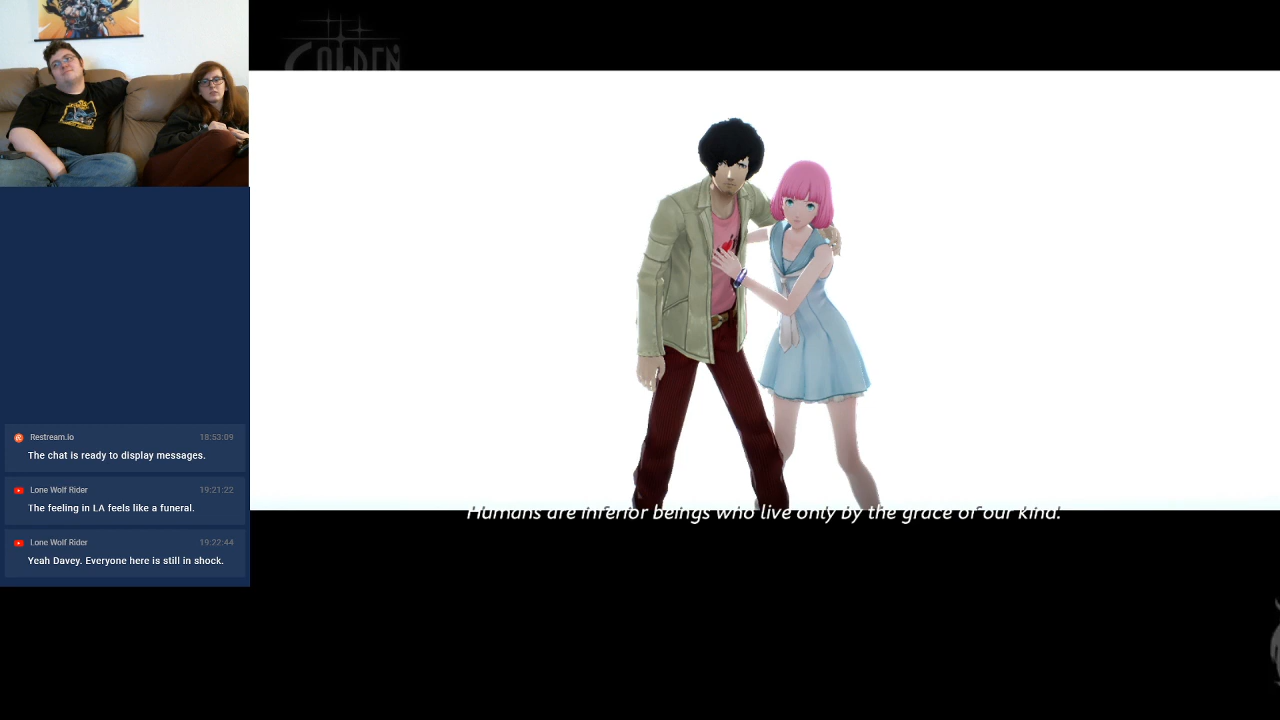 GOLDEN
Humans are inferior beings who live only by the grace of our kind.
Restream.io
18:53:09
The chat is ready to display messages.
Lone Wolf Rider
19:21:22
The feeling in LA feels like a funeral.
Lone Wolf Rider
19:22:44
Yeah Davey. Everyone here is still in shock.